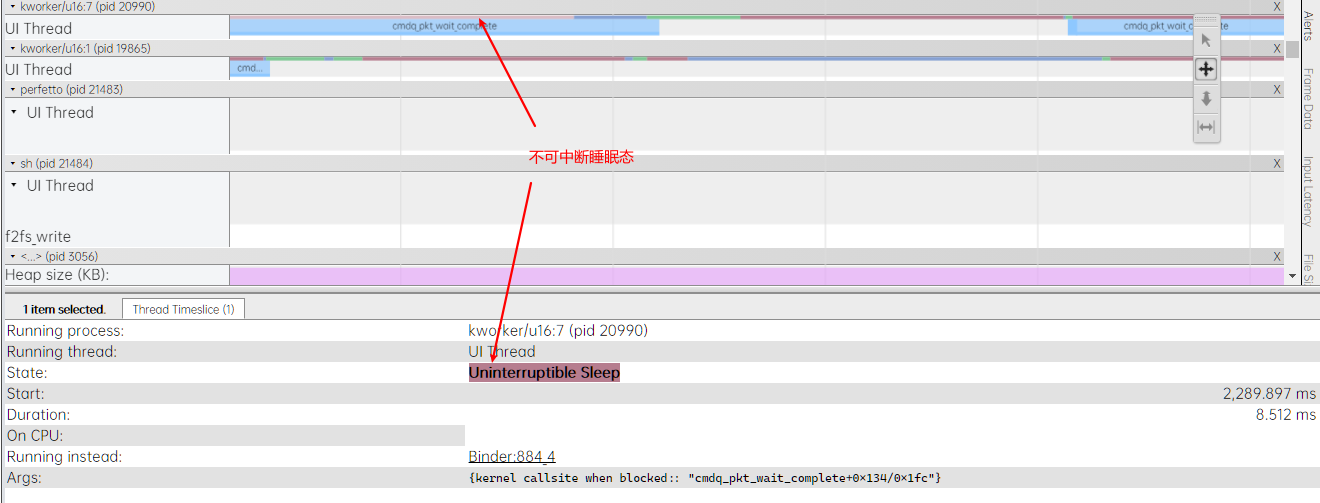 kworker/u16:7 (pid 20990) X
UI Thread cmdq_pkt_wait_complete cmdq_pkt_wait_complete
kworker/u16:1 (pid 19865) X
UI Thread cmd...
perfetto (pid 21483) X
UI Thread
不可中断睡眠态
sh (pid 21484) X
UI Thread
f2fs_write
<...> (pid 3056) X
Heap size (KB):
Alerts
Frame Data
Input Latency
File Si
1 item selected. Thread Timeslice (1)
Running process: kworker/u16:7 (pid 20990)
Running thread: UI Thread
State: Uninterruptible Sleep
Start: 2,289.897 ms
Duration: 8.512 ms
On CPU:
Running instead: Binder:884_4
Args: {kernel callsite when blocked:: "cmdq_pkt_wait_complete+0×134/0×1fc"}